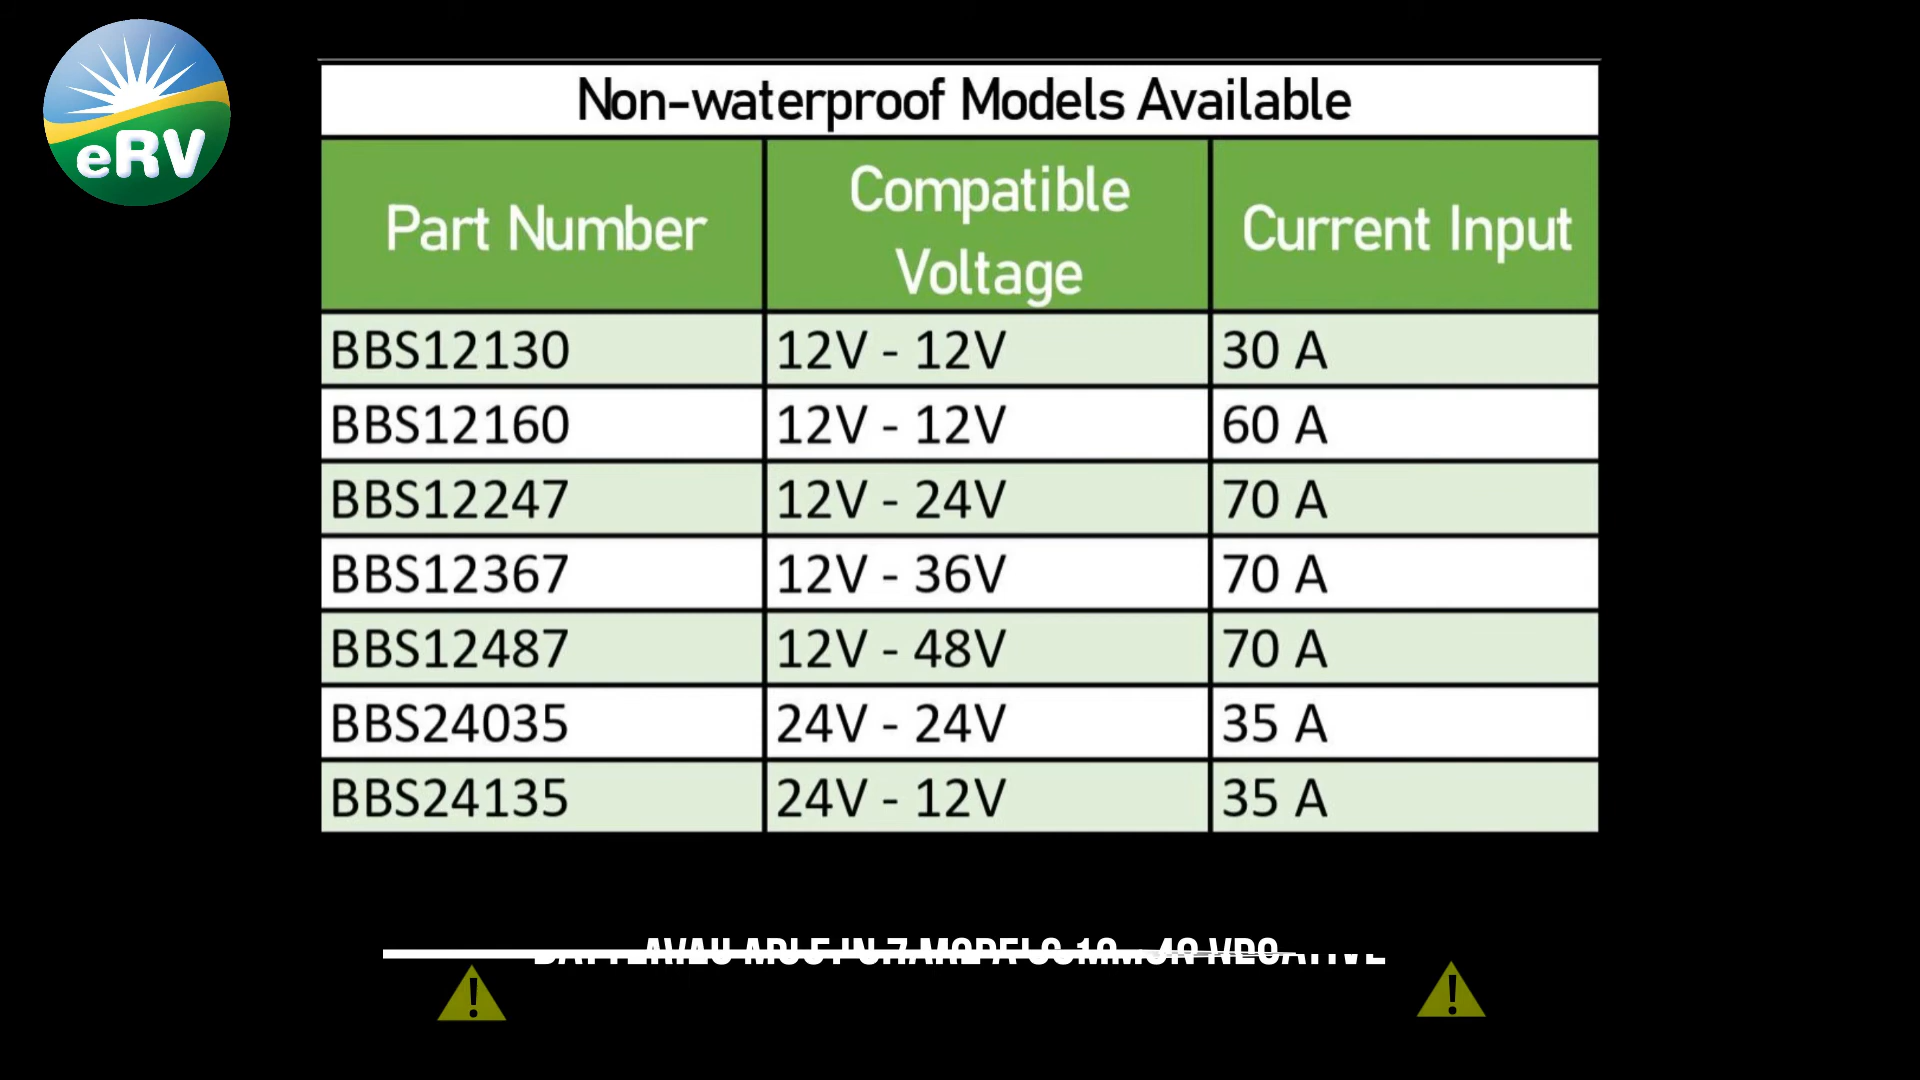 eRV
Non-waterproof Models Available
Part Number Compatible Voltage Current Input
BBS12130 12V - 12V 30 A
BBS12160 12V - 12V 60 A
BBS12247 12V - 24V 70 A
BBS12367 12V - 36V 70 A
BBS12487 12V - 48V 70 A
BBS24035 24V - 24V 35 A
BBS24135 24V - 12V 35 A